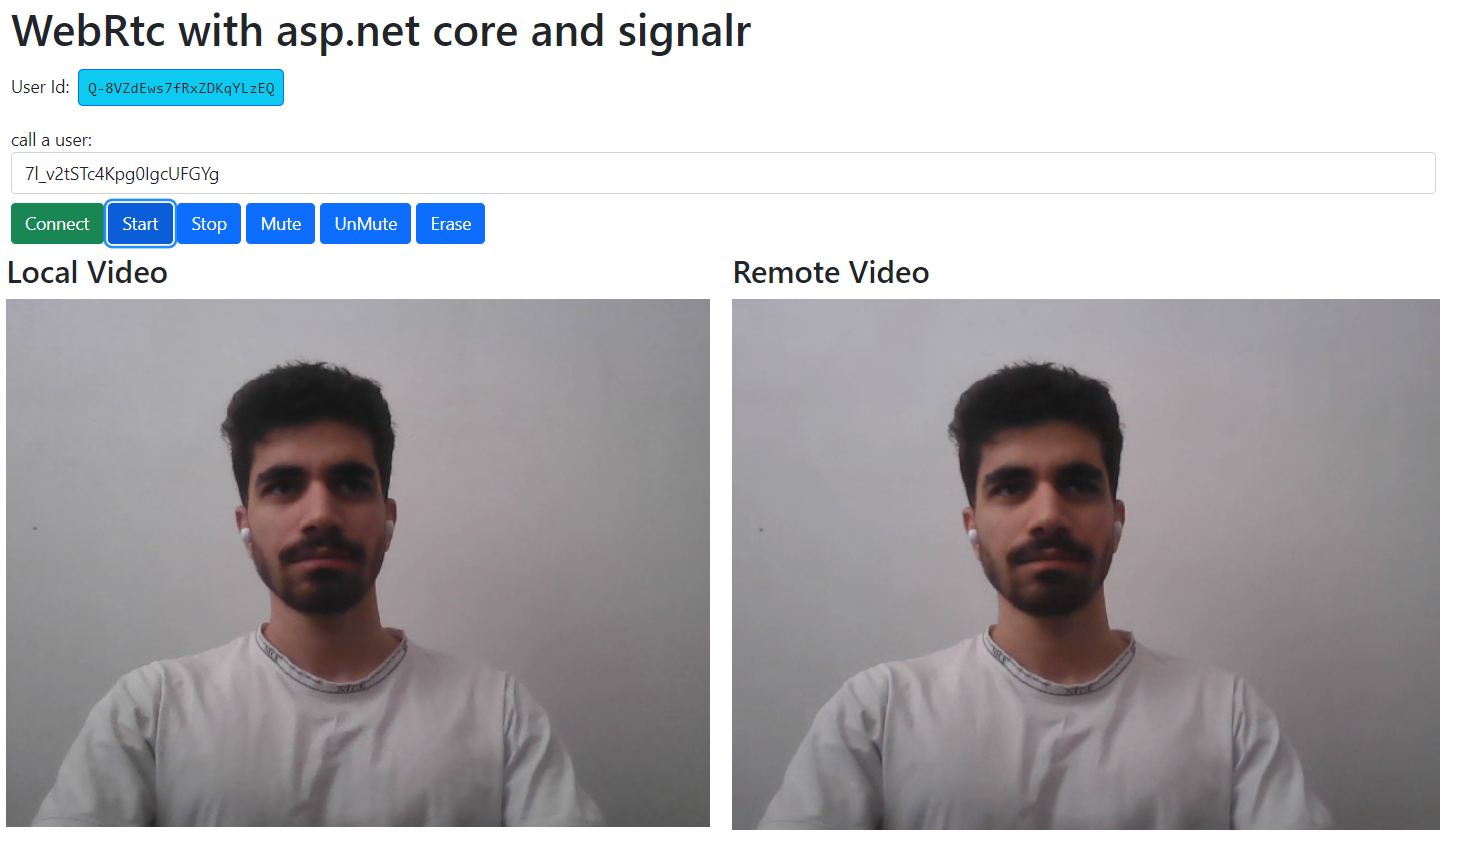 WebRtc with asp.net core and signalr
User Id: Q-8VZdEws7fRxZDKqYLzEQ
call a user:
7l_v2tSTc4Kpg0IgcUFGYg
Connect Start Stop Mute UnMute Erase
Local Video Remote Video